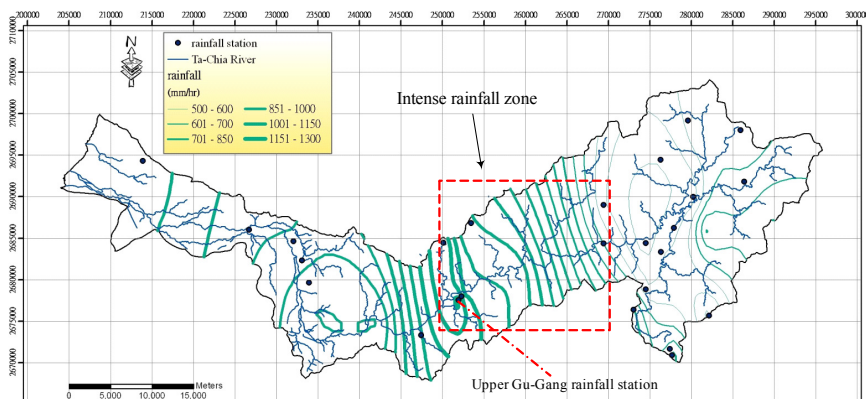 200000 205000 210000 215000 220000 225000 230000 235000 240000 245000 250000 255000 260000 265000 270000 275000 280000 285000 290000 295000 300000
2710000
2705000
2700000
2695000
2690000
2685000
2680000
2675000
2670000
N
rainfall station
Ta-Chia River
rainfall
(mm/hr)
500 - 600 851 - 1000
601 - 700 1001 - 1150
701 - 850 1151 - 1300
Intense rainfall zone
Upper Gu-Gang rainfall station
Meters
0 5,000 10,000 15,000